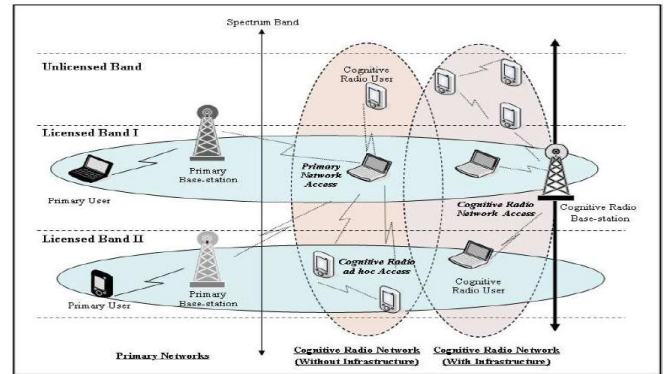 Spectrum Band
Unlicensed Band
Cognitive
Radio User
Licensed Band I
Primary
Base-station
Primary User
Primary
Network
Access
Cognitive Radio
Network Access
Cognitive Radio
Base-station
Licensed Band II
Primary
Base-station
Primary User
Cognitive Radio
ad hoc Access
Cognitive
Radio User
Primary Networks
Cognitive Radio Network
(Without Infrastructure)
Cognitive Radio Network
(With Infrastructure)